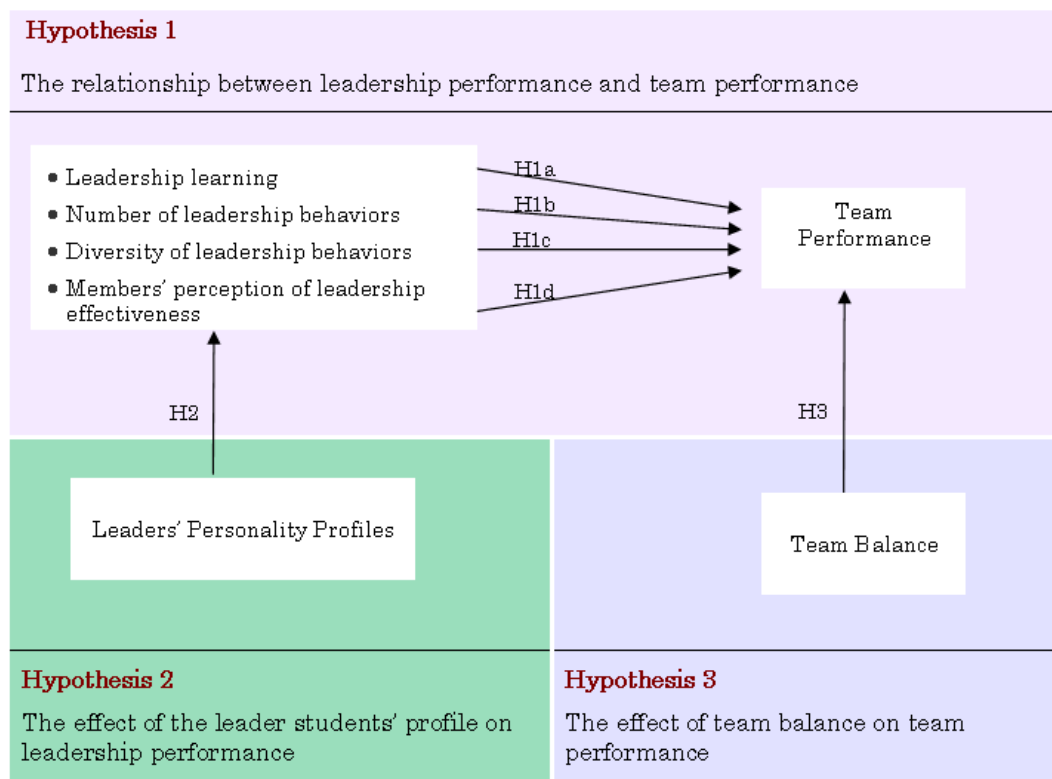 Hypothesis 1
The relationship between leadership performance and team performance
• Leadership learning
• Number of leadership behaviors
• Diversity of leadership behaviors
• Members' perception of leadership
effectiveness
H1a
H1b
H1c
H1d
Team
Performance
H2
H3
Leaders' Personality Profiles
Team Balance
Hypothesis 2
The effect of the leader students' profile on
leadership performance
Hypothesis 3
The effect of team balance on team
performance